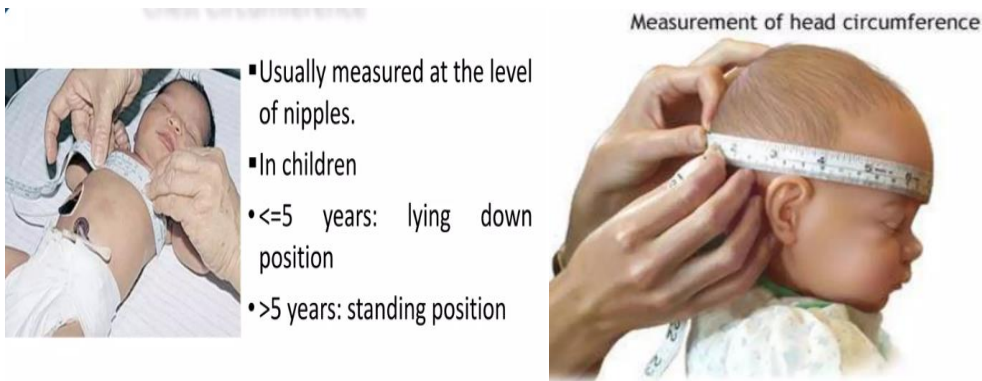 ▪Usually measured at the level
of nipples.
▪In children
•<=5 years: lying down
position
•>5 years: standing position
Measurement of head circumference